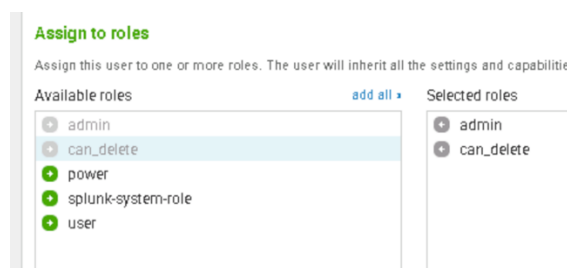 Assign to roles
Assign this user to one or more roles. The user will inherit all the settings and
Available roles
add all »
Selected roles
admin
can_delete
power
splunk-system-role
user
admin
can_delete